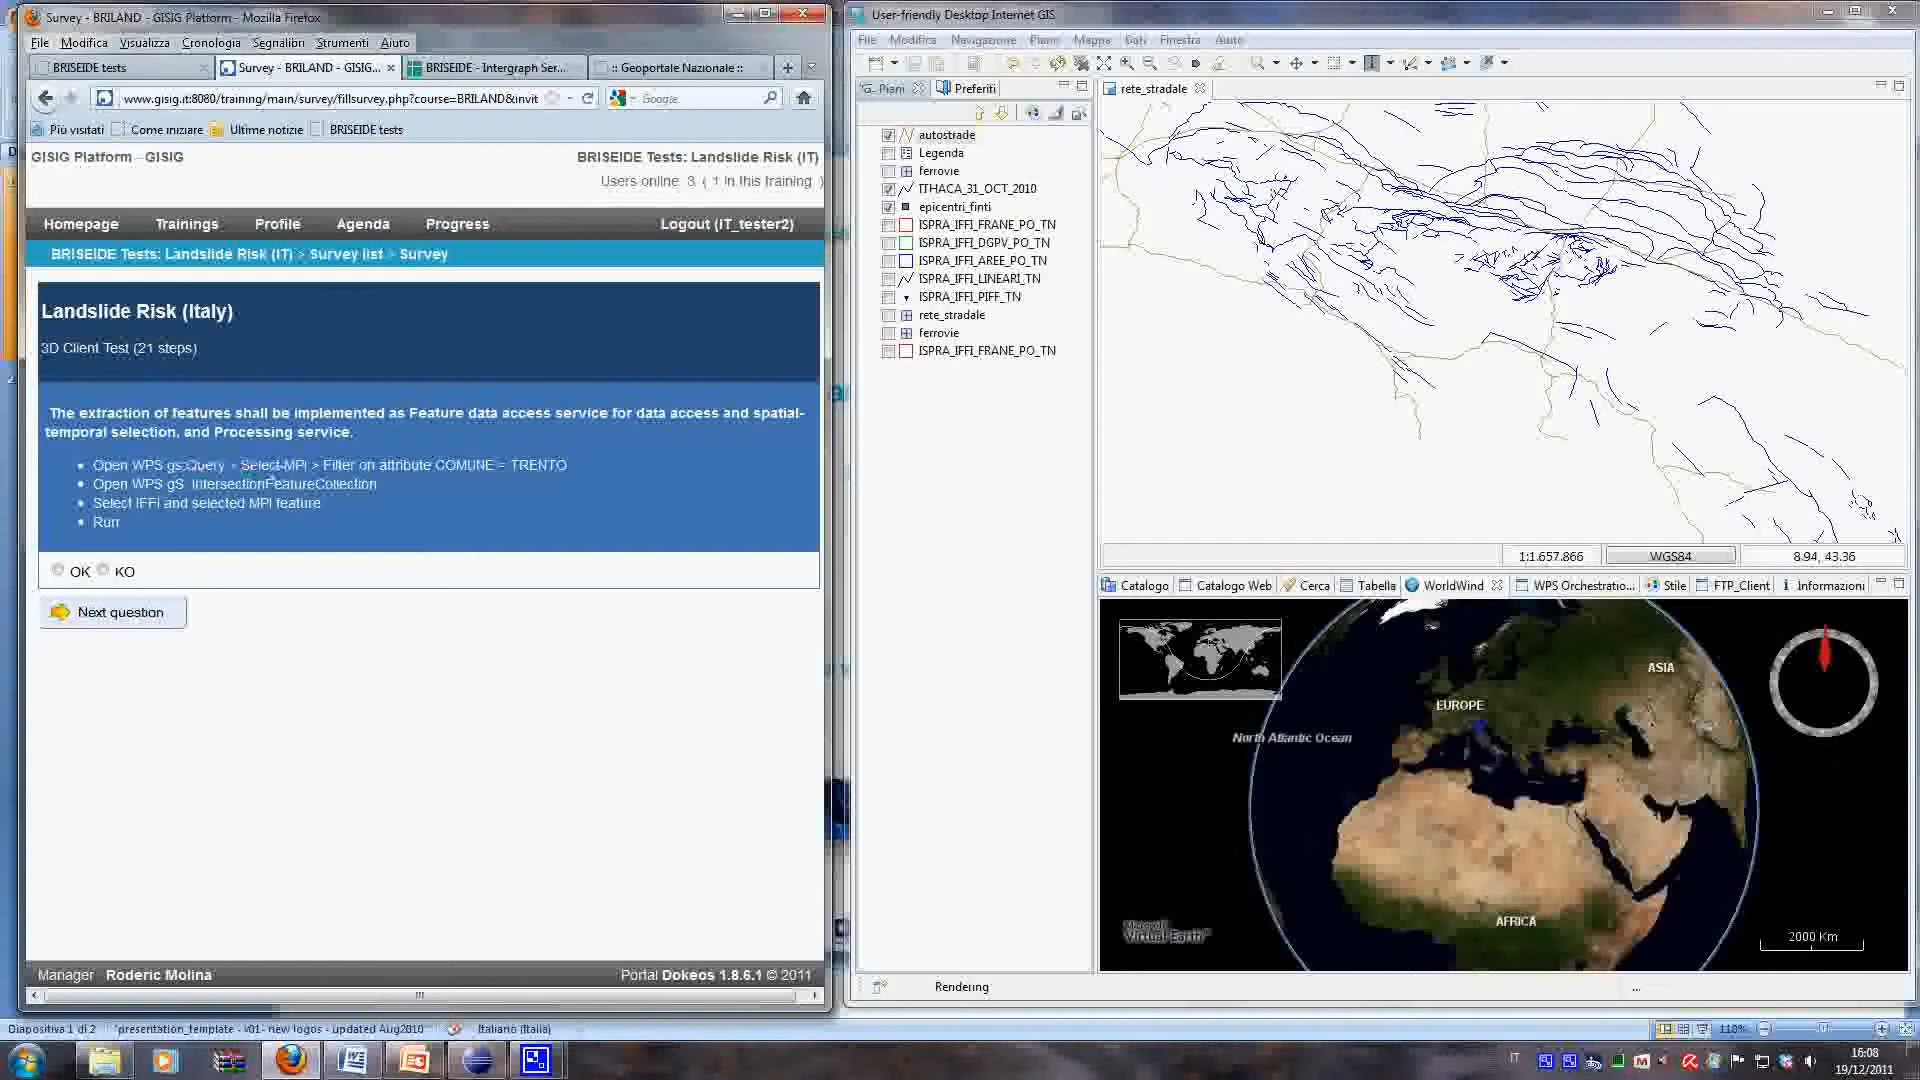 Survey - BRILAND - GISIG Platform - Mozilla Firefox
File Modifica Visualizza Cronologia Segnalibri Strumenti Aiuto
BRISEIDE tests
Survey - BRILAND - GISIG...
BRISEIDE - Intergraph Ser...
:: Geoportale Nazionale ::
www.gisig.it:8080/training/main/survey/fillsurvey.php?course=BRILAND&invit
Google
Più visitati Come iniziare Ultime notizie BRISEIDE tests
GISIG Platform - GISIG
BRISEIDE Tests: Landslide Risk (IT)
Users online: 3 ( 1 in this training )
Homepage Trainings Profile Agenda Progress Logout (IT_tester2)
BRISEIDE Tests: Landslide Risk (IT) > Survey list > Survey
Landslide Risk (Italy)
3D Client Test (21 steps)
The extraction of features shall be implemented as Feature data access service for data access and spatial-
temporal selection, and Processing service.
Open WPS gs:Query > Select-MPI > Filter on attribute COMUNE = TRENTO
Open WPS gS IntersectionFeatureCollection
Select IFFI and selected MPI feature
Run
OK KO
Next question
Manager Roderic Molina
Portal Dokeos 1.8.6.1 © 2011
User-friendly Desktop Internet GIS
File Modifica Navigazione Piano Mappa Dati Finestra Aiuto
Piani Preferiti
autostrade
Legenda
ferrovie
ITHACA_31_OCT_2010
epicentri_finti
ISPRA_IFFI_FRANE_PO_TN
ISPRA_IFFI_DGPV_PO_TN
ISPRA_IFFI_AREE_PO_TN
ISPRA_IFFI_LINEARI_TN
ISPRA_IFFI_PIFF_TN
rete_stradale
ferrovie
ISPRA_IFFI_FRANE_PO_TN
rete_stradale
1:1.657.866 WGS84 8.94, 43.36
Catalogo Catalogo Web Cerca Tabella WorldWind WPS Orchestratio... Stile FTP_Client Informazioni
ASIA
EUROPE
North Atlantic Ocean
AFRICA
Microsoft
Virtual Earth™
2000 Km
Rendering
...
Diapositiva 1 di 2
"presentation_template - v01- new logos - updated Aug2010
Italiano (Italia)
118%
IT
16:08
19/12/2011